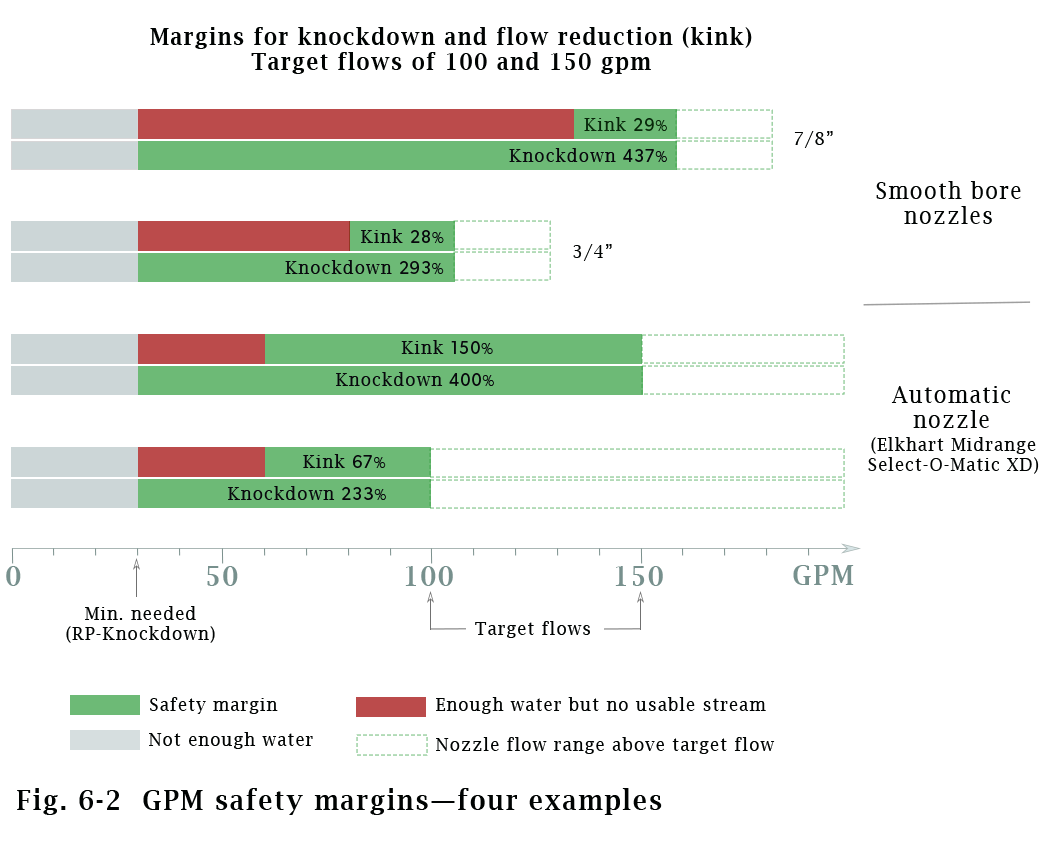 Margins for knockdown and flow reduction (kink)
Target flows of 100 and 150 gpm
Kink 29%
Knockdown 437%
7/8”
Smooth bore
nozzles
Kink 28%
Knockdown 293%
3/4”
Kink 150%
Knockdown 400%
Automatic
nozzle
(Elkhart Midrange
Select-O-Matic XD)
Kink 67%
Knockdown 233%
0 50 100 150 GPM
Min. needed
(RP-Knockdown)
Target flows
Safety margin
Enough water but no usable stream
Not enough water
Nozzle flow range above target flow
Fig. 6-2 GPM safety margins—four examples